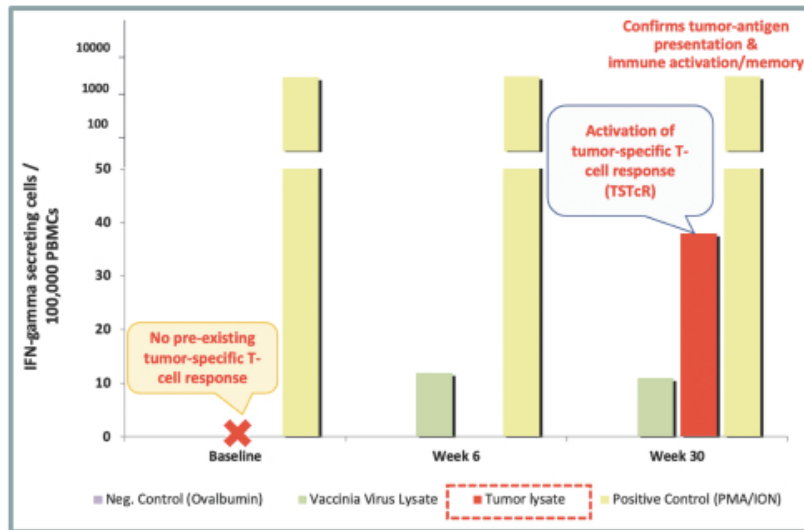 Confirms tumor-antigen
presentation &
immune activation/memory
10000
1000
100
50
40
30
20
10
0
IFN-gamma secreting cells /
100,000 PBMCs
Activation of
tumor-specific T-
cell response
(TSTcR)
No pre-existing
tumor-specific T-
cell response
Baseline
Week 6
Week 30
Neg. Control (Ovalbumin)
Vaccinia Virus Lysate
Tumor lysate
Positive Control (PMA/ION)